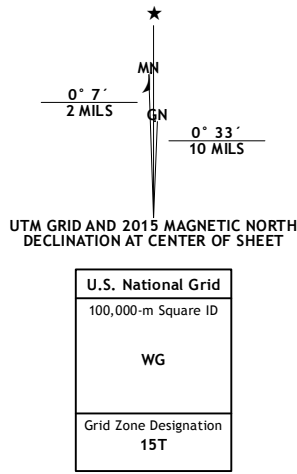 MN
0° 7´
2 MILS
GN
0° 33´
10 MILS
UTM GRID AND 2015 MAGNETIC NORTH
DECLINATION AT CENTER OF SHEET
U.S. National Grid
100,000-m Square ID
WG
Grid Zone Designation
15T